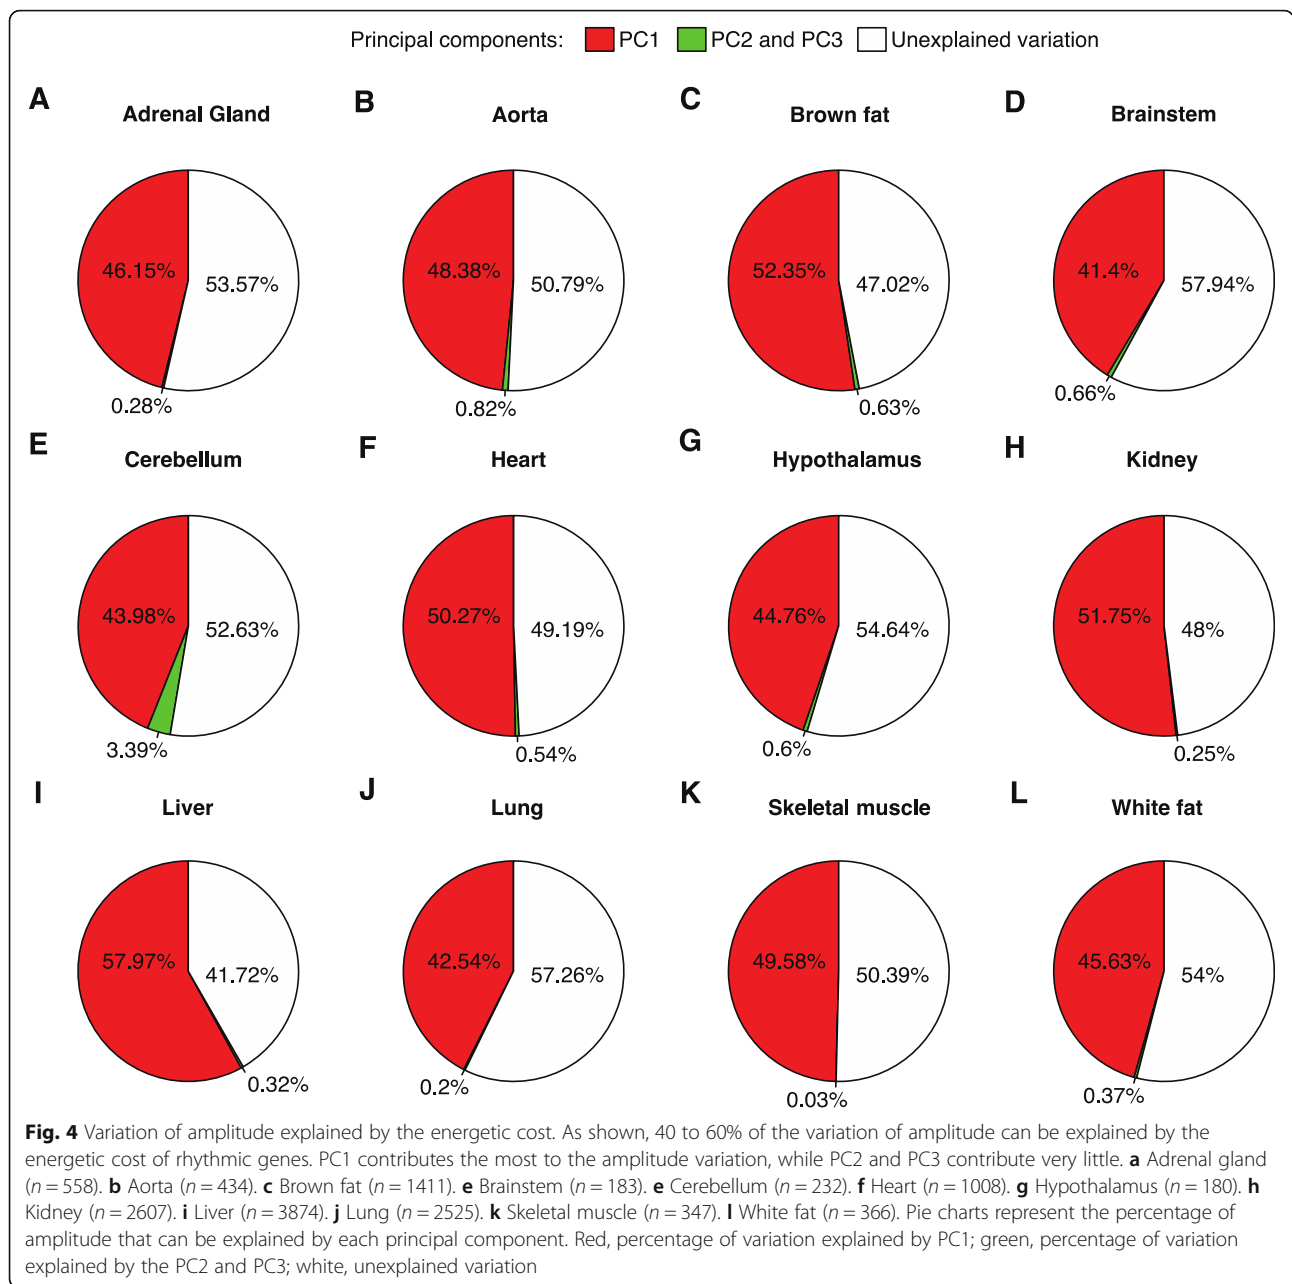 Principal components: PC1 PC2 and PC3 Unexplained variation
A Adrenal Gland
46.15%
53.57%
0.28%
B Aorta
48.38%
50.79%
0.82%
C Brown fat
52.35%
47.02%
0.63%
D Brainstem
41.4%
57.94%
0.66%
E Cerebellum
43.98%
52.63%
3.39%
F Heart
50.27%
49.19%
0.54%
G Hypothalamus
44.76%
54.64%
0.6%
H Kidney
51.75%
48%
0.25%
I Liver
57.97%
41.72%
0.32%
J Lung
42.54%
57.26%
0.2%
K Skeletal muscle
49.58%
50.39%
0.03%
L White fat
45.63%
54%
0.37%
Fig. 4 Variation of amplitude explained by the energetic cost. As shown, 40 to 60% of the variation of amplitude can be explained by the
energetic cost of rhythmic genes. PC1 contributes the most to the amplitude variation, while PC2 and PC3 contribute very little. a Adrenal gland
(n = 558). b Aorta (n = 434). c Brown fat (n = 1411). e Brainstem (n = 183). e Cerebellum (n = 232). f Heart (n = 1008). g Hypothalamus (n = 180). h
Kidney (n = 2607). i Liver (n = 3874). j Lung (n = 2525). k Skeletal muscle (n = 347). l White fat (n = 366). Pie charts represent the percentage of
amplitude that can be explained by each principal component. Red, percentage of variation explained by PC1; green, percentage of variation
explained by the PC2 and PC3; white, unexplained variation